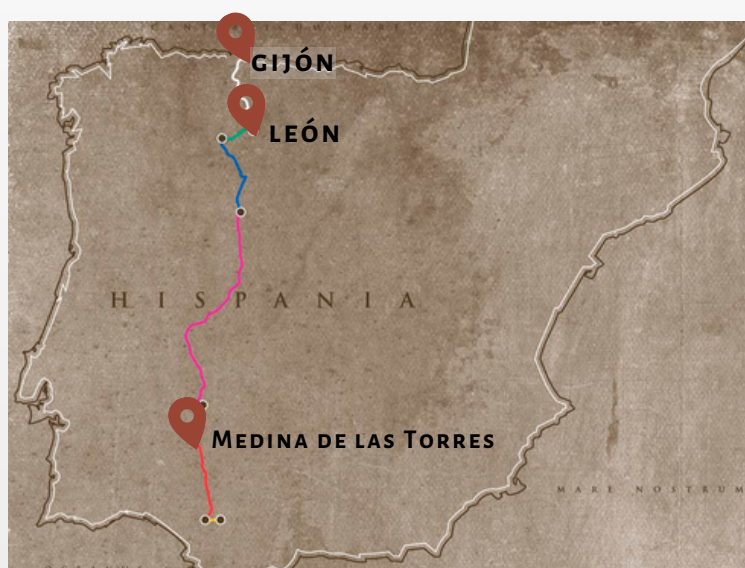 GIJÓN
LEÓN
HISPANIA
MEDINA DE LAS TORRES
MARE NOSTRUM